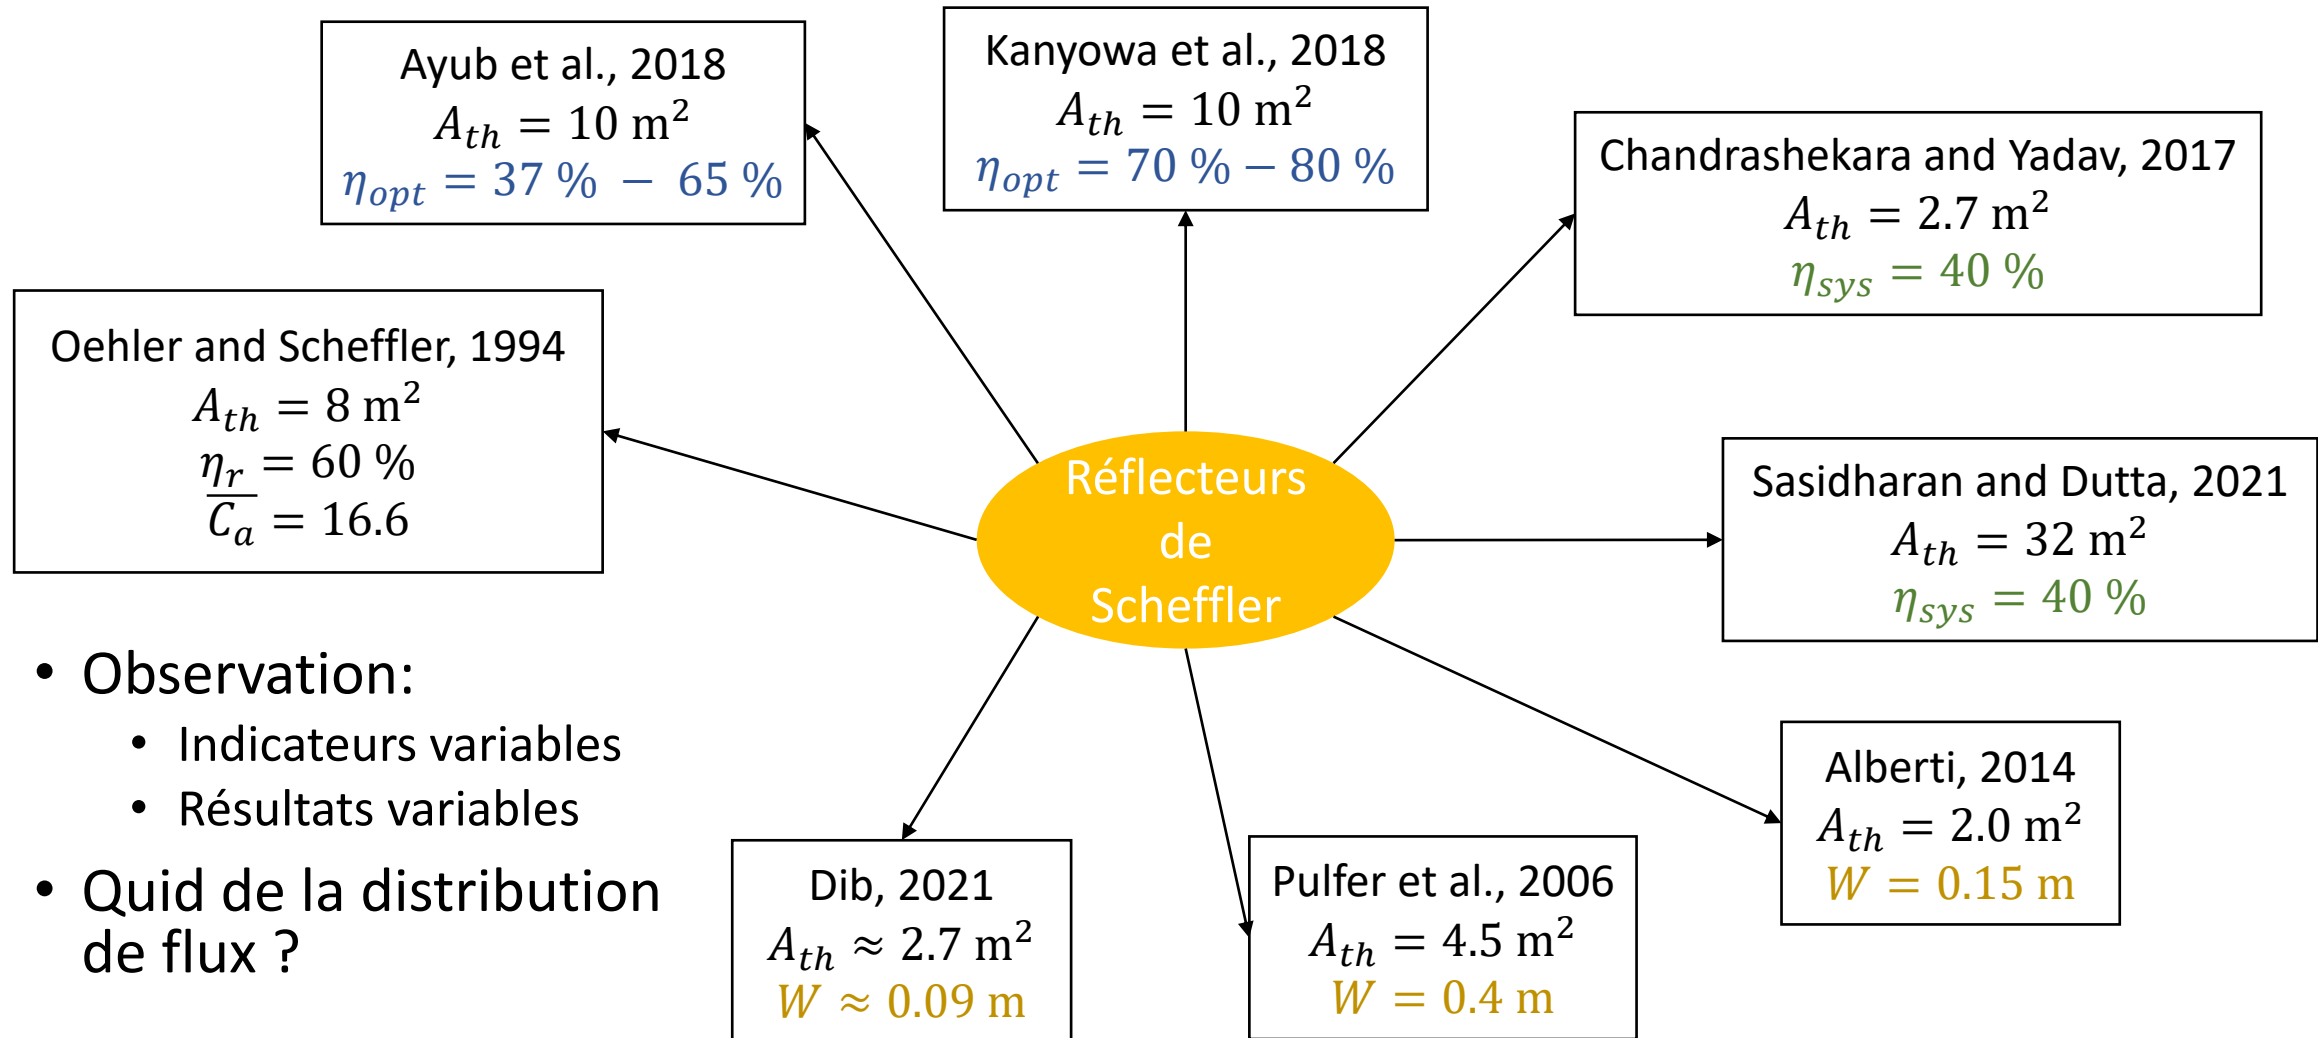 Ayub et al., 2018
A_th = 10 m²
η_opt = 37 % − 65 %
Kanyowa et al., 2018
A_th = 10 m²
η_opt = 70 % − 80 %
Chandrashekara and Yadav, 2017
A_th = 2.7 m²
η_sys = 40 %
Oehler and Scheffler, 1994
A_th = 8 m²
η_r = 60 %
C̅_a̅ = 16.6
Réflecteurs
de
Scheffler
Sasidharan and Dutta, 2021
A_th = 32 m²
η_sys = 40 %
• Observation:
• Indicateurs variables
• Résultats variables
• Quid de la distribution
de flux ?
Dib, 2021
A_th ≈ 2.7 m²
W ≈ 0.09 m
Pulfer et al., 2006
A_th = 4.5 m²
W = 0.4 m
Alberti, 2014
A_th = 2.0 m²
W = 0.15 m